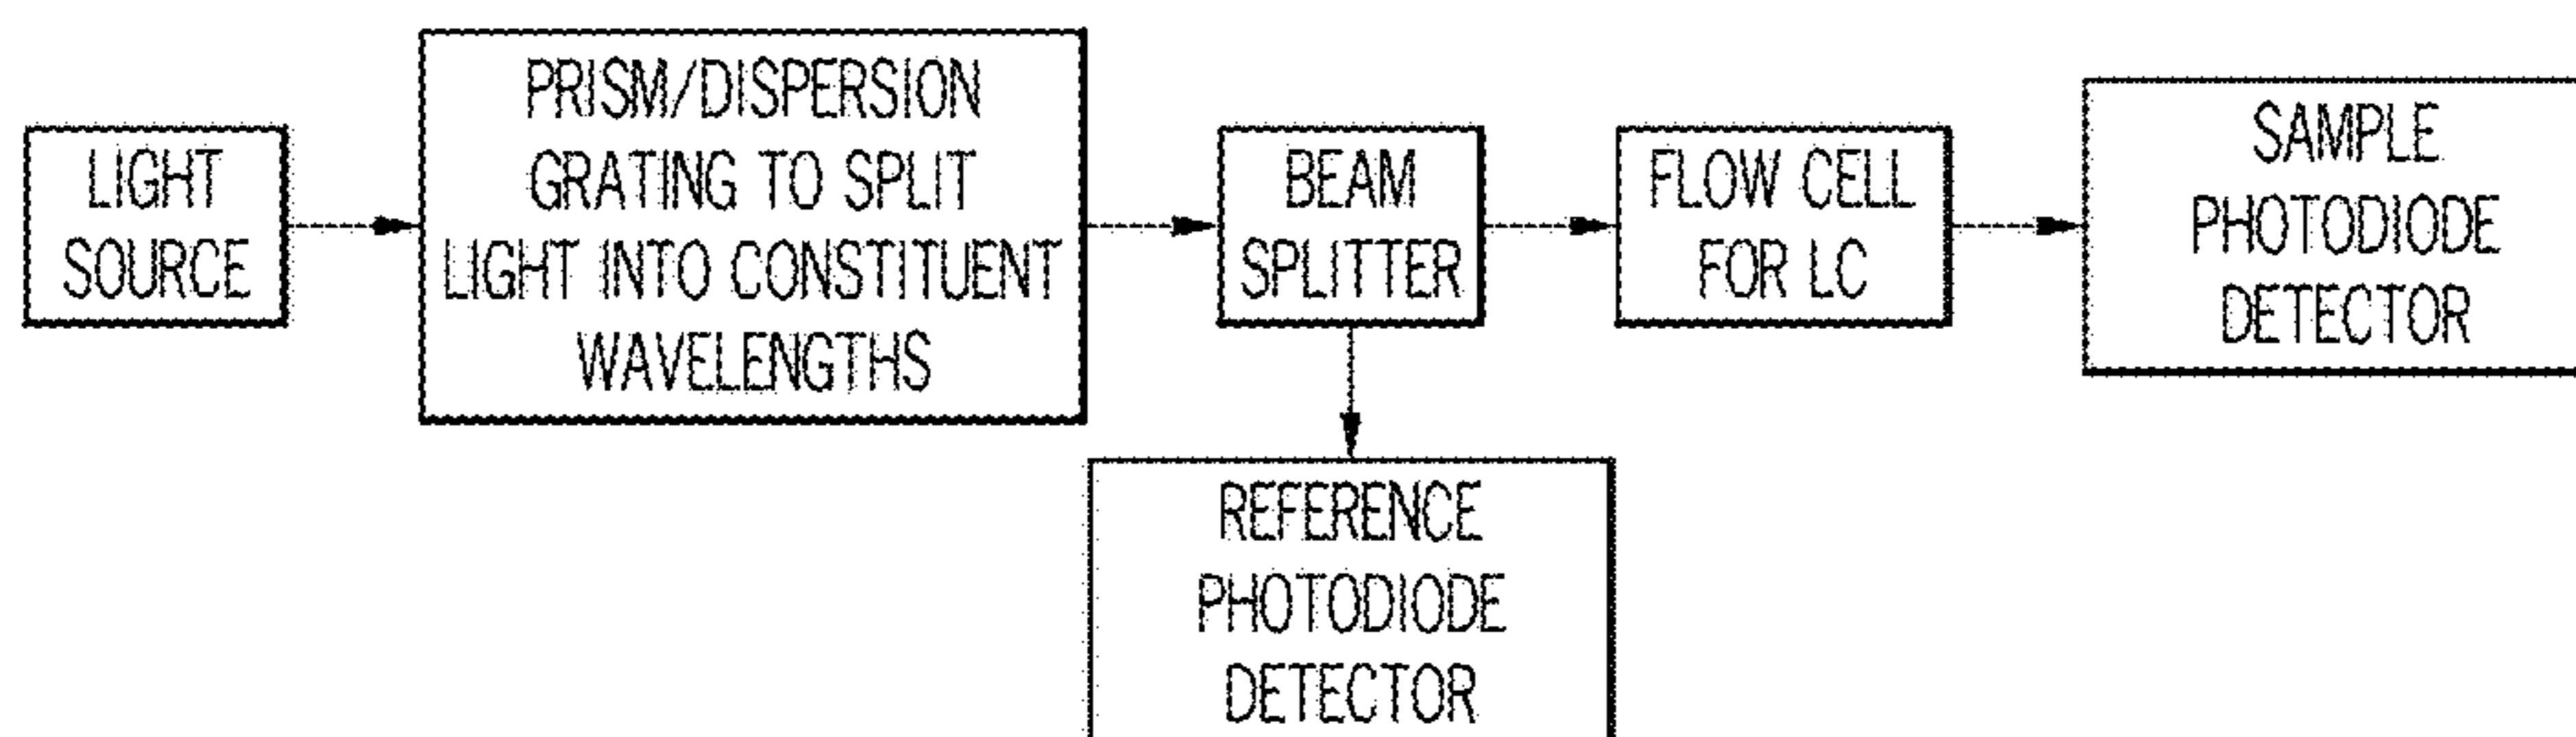 LIGHT
SOURCE
PRISM/DISPERSION
GRATING TO SPLIT
LIGHT INTO CONSTITUENT
WAVELENGTHS
BEAM
SPLITTER
FLOW CELL
FOR LC
SAMPLE
PHOTODIODE
DETECTOR
REFERENCE
PHOTODIODE
DETECTOR